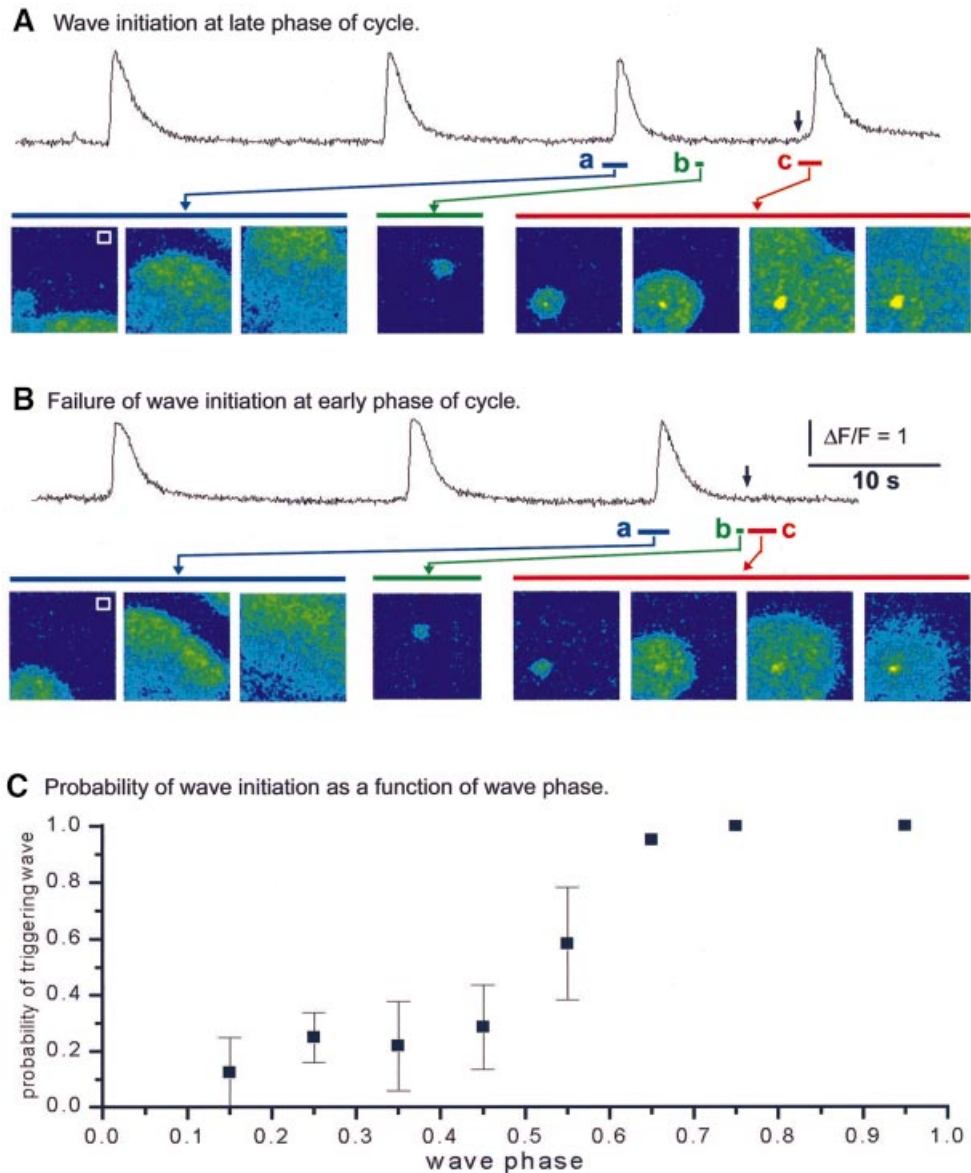 A Wave initiation at late phase of cycle.
a b c
B Failure of wave initiation at early phase of cycle.
ΔF/F = 1
10 s
a b c
C Probability of wave initiation as a function of wave phase.
probability of triggering wave
1.0
0.8
0.6
0.4
0.2
0.0
0.0 0.1 0.2 0.3 0.4 0.5 0.6 0.7 0.8 0.9 1.0
wave phase